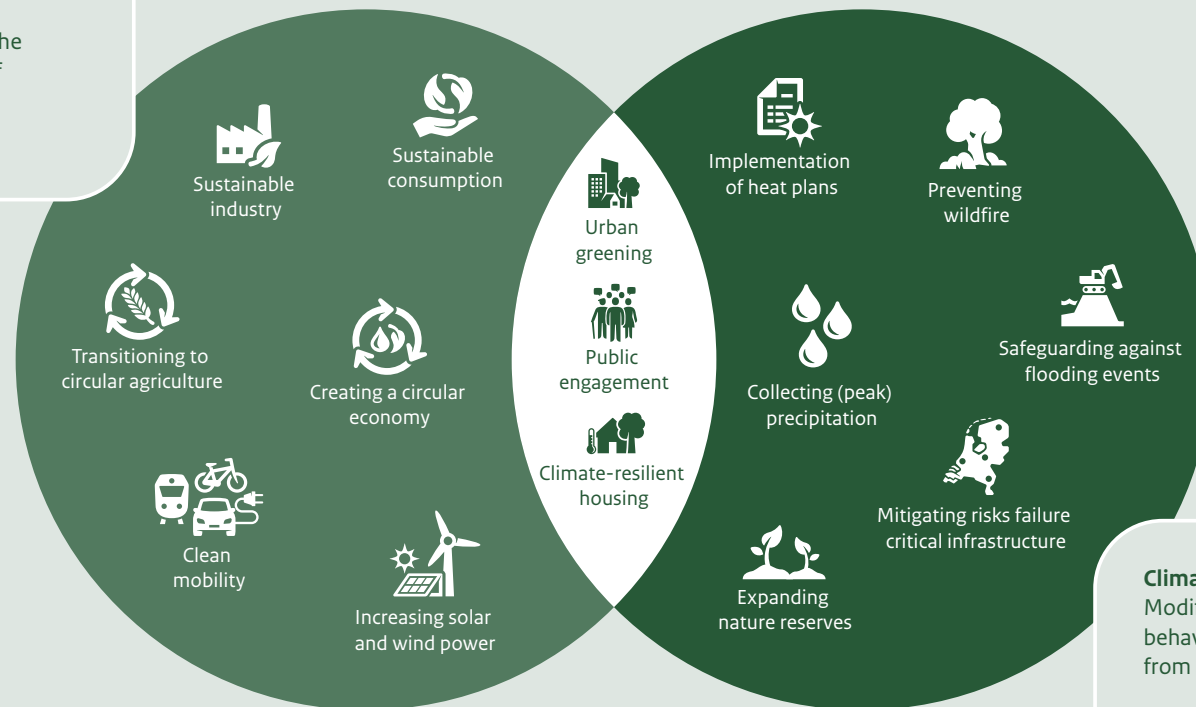 he
Sustainable
industry
Sustainable
consumption
Transitioning to
circular agriculture
Creating a circular
economy
Clean
mobility
Increasing solar
and wind power
Urban
greening
Public
engagement
Climate-resilient
housing
Implementation
of heat plans
Preventing
wildfire
Collecting (peak)
precipitation
Safeguarding against
flooding events
Mitigating risks failure
critical infrastructure
Expanding
nature reserves
Clima
Modif
behav
from